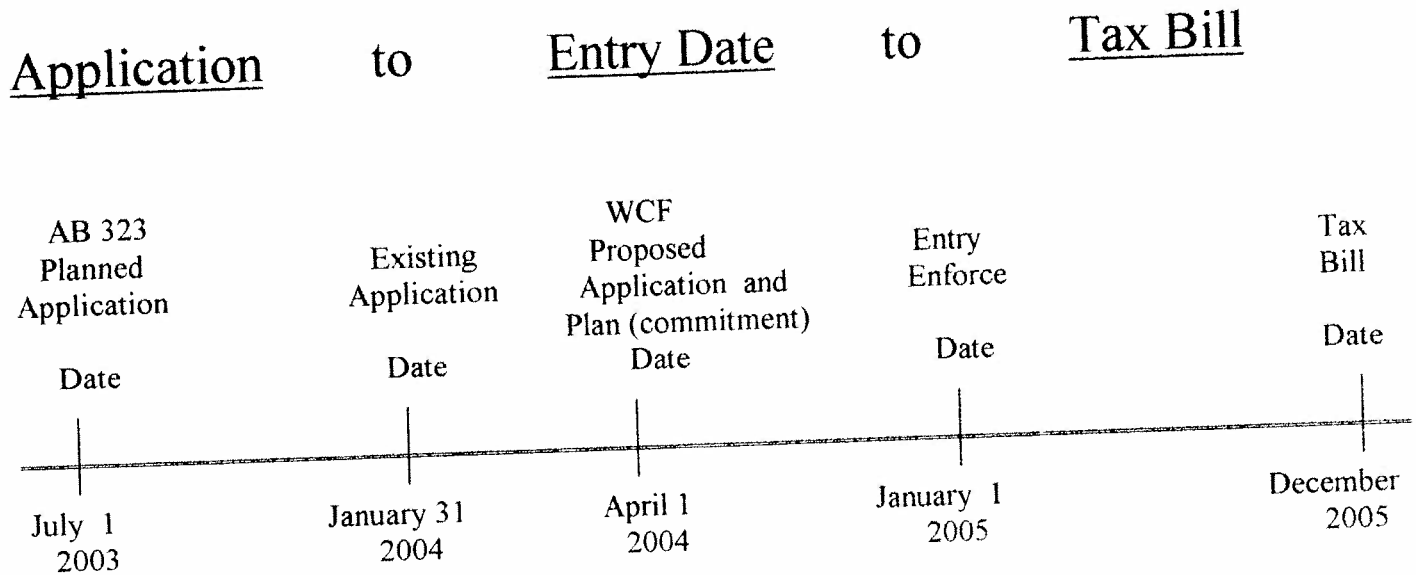 Application to Entry Date to Tax Bill
AB 323
Planned
Application
Date
Existing
Application
Date
WCF
Proposed
Application and
Plan (commitment)
Date
Entry
Enforce
Date
Tax
Bill
Date
July 1
2003
January 31
2004
April 1
2004
January 1
2005
December
2005